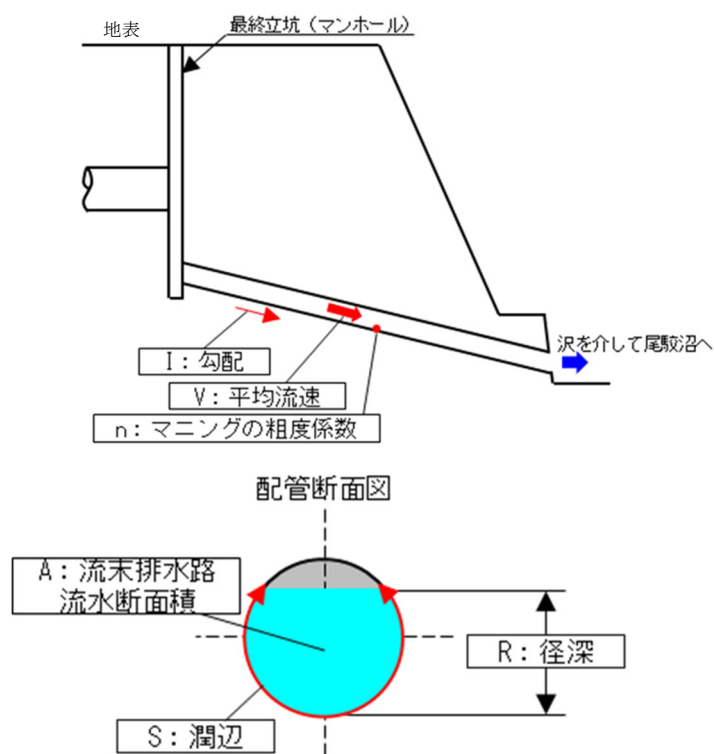 地表
最終立坑（マンホール）
沢を介して尾駮沼へ
I：勾配
V：平均流速
n：マニングの粗度係数
配管断面図
A：流末排水路
流水断面積
R：径深
S：潤辺